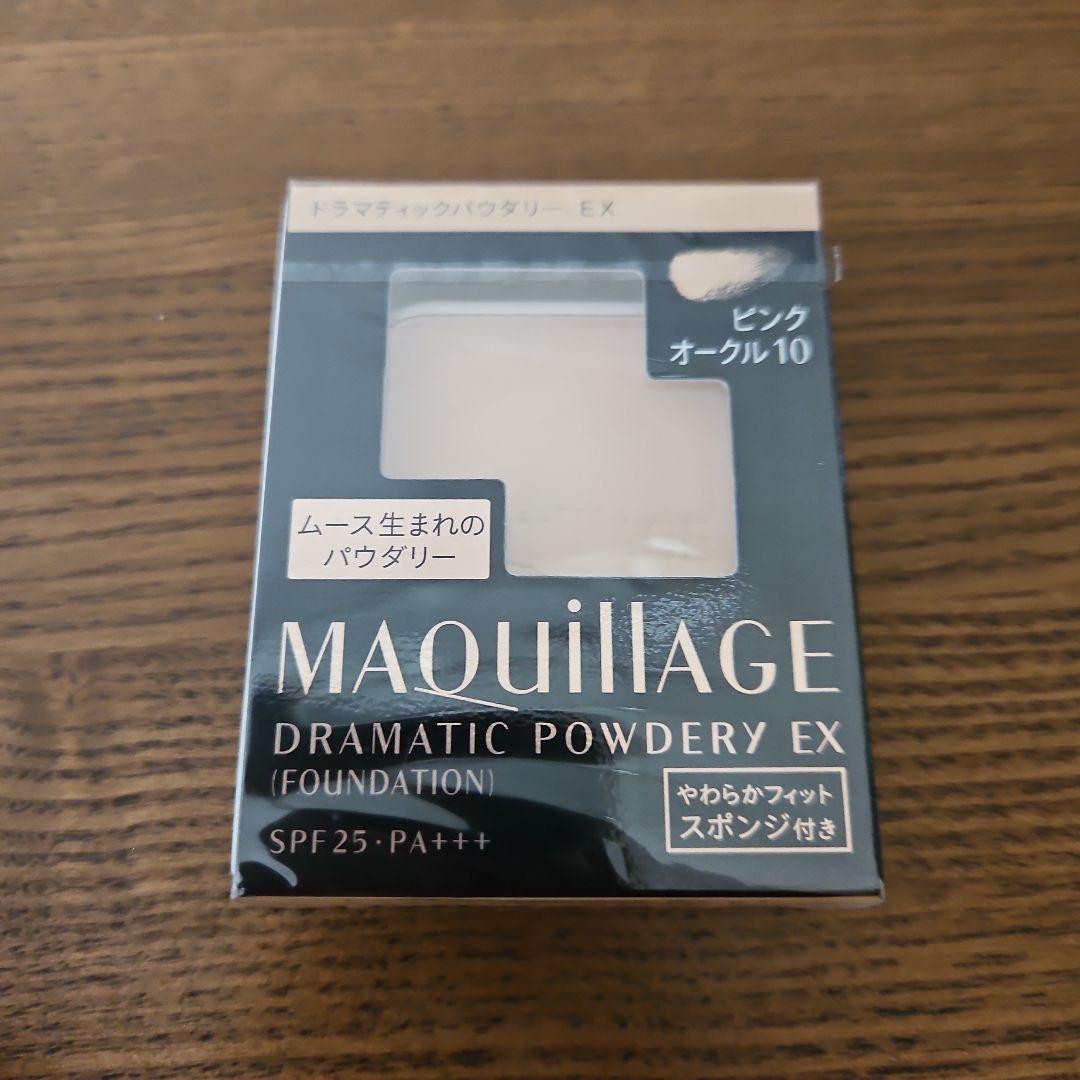 ドラマティックパウダリー EX
ピンク
オークル10
ムース生まれの
パウダリー
MAQuillAGE
DRAMATIC POWDERY EX
(FOUNDATION)
やわらかフィット
スポンジ付き
SPF25・PA+++